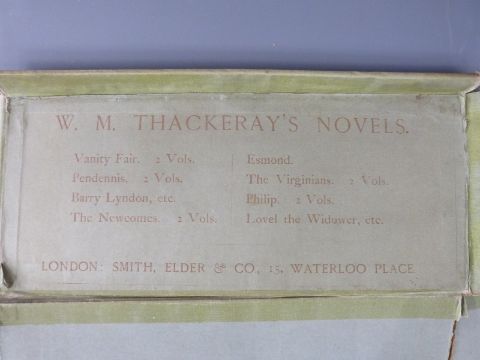 W. M. THACKERAY'S NOVELS.
Vanity Fair. 2 Vols.
Pendennis. 2 Vols.
Barry Lyndon, etc.
The Newcomes. 2 Vols.
Esmond.
The Virginians. 2 Vols.
Philip. 2 Vols.
Lovel the Widower, etc.
LONDON: SMITH, ELDER & CO., 15, WATERLOO PLACE